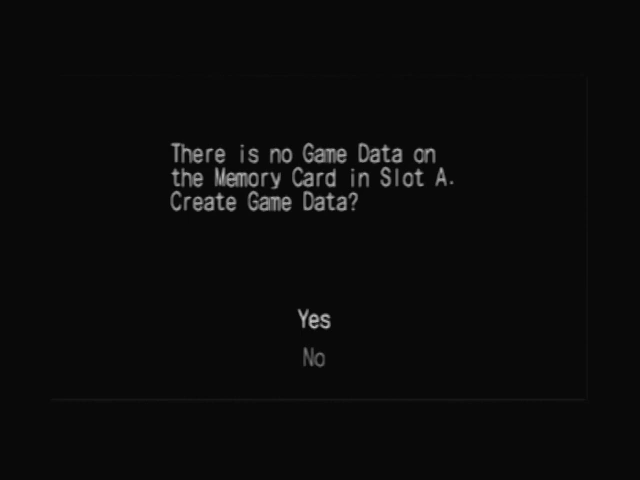 There is no Game Data on
the Memory Card in Slot A.
Create Game Data?
Yes
No